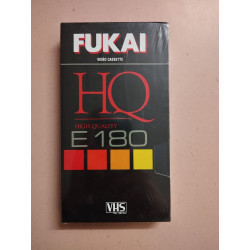 FUKAI
VIDEO CASSETTE
HQ
HIGH QUALITY
E 180
VHS